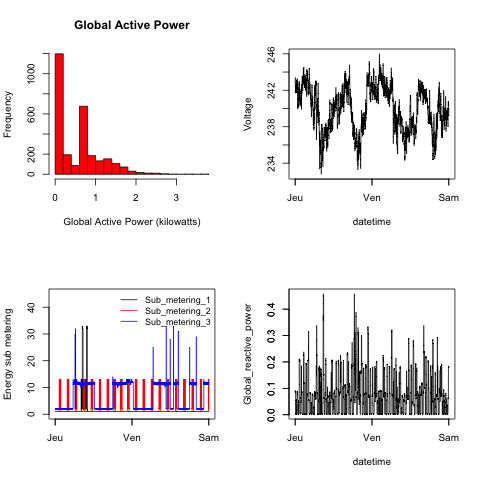 Global Active Power
Frequency
0 200 600 1000
0 1 2 3
Global Active Power (kilowatts)
Voltage
234 238 242 246
Jeu Ven Sam
datetime
Energy sub metering
0 10 20 30 40
Sub_metering_1
Sub_metering_2
Sub_metering_3
Jeu Ven Sam
Global_reactive_power
0.0 0.1 0.2 0.3 0.4
Jeu Ven Sam
datetime